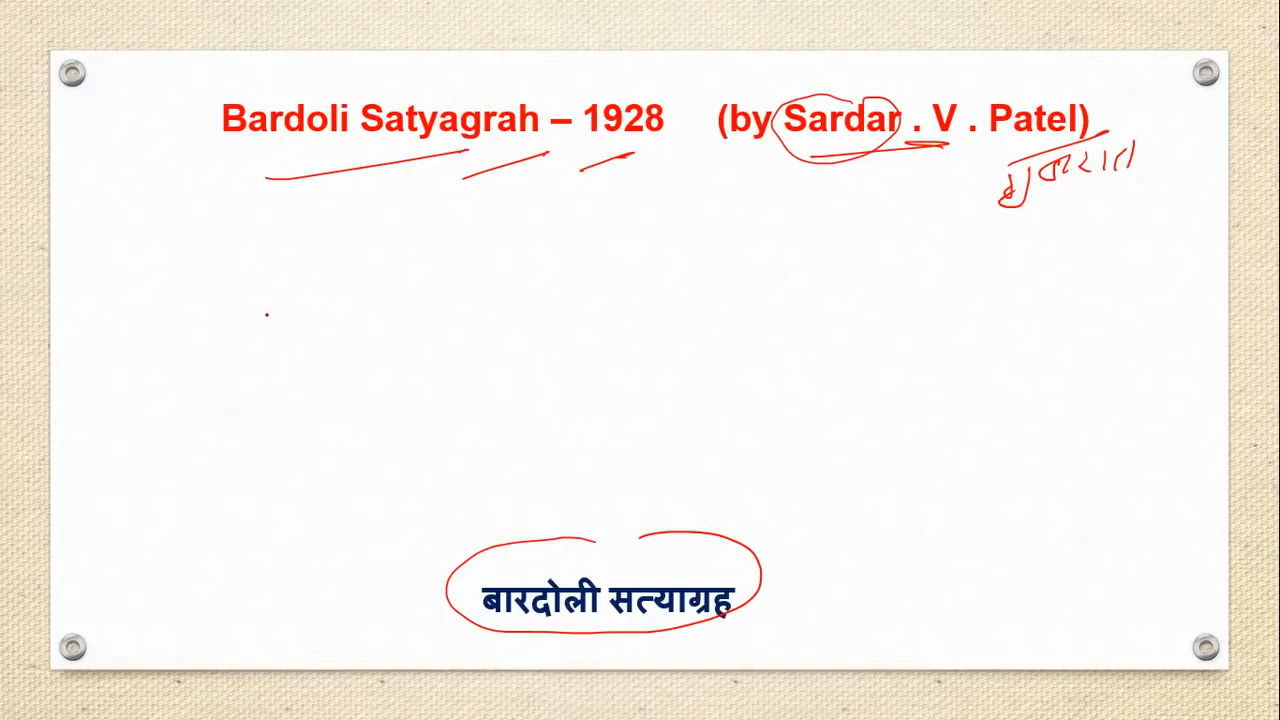 Bardoli Satyagrah – 1928 (by Sardar . V . Patel)
गुजरात
बारदोली सत्याग्रह